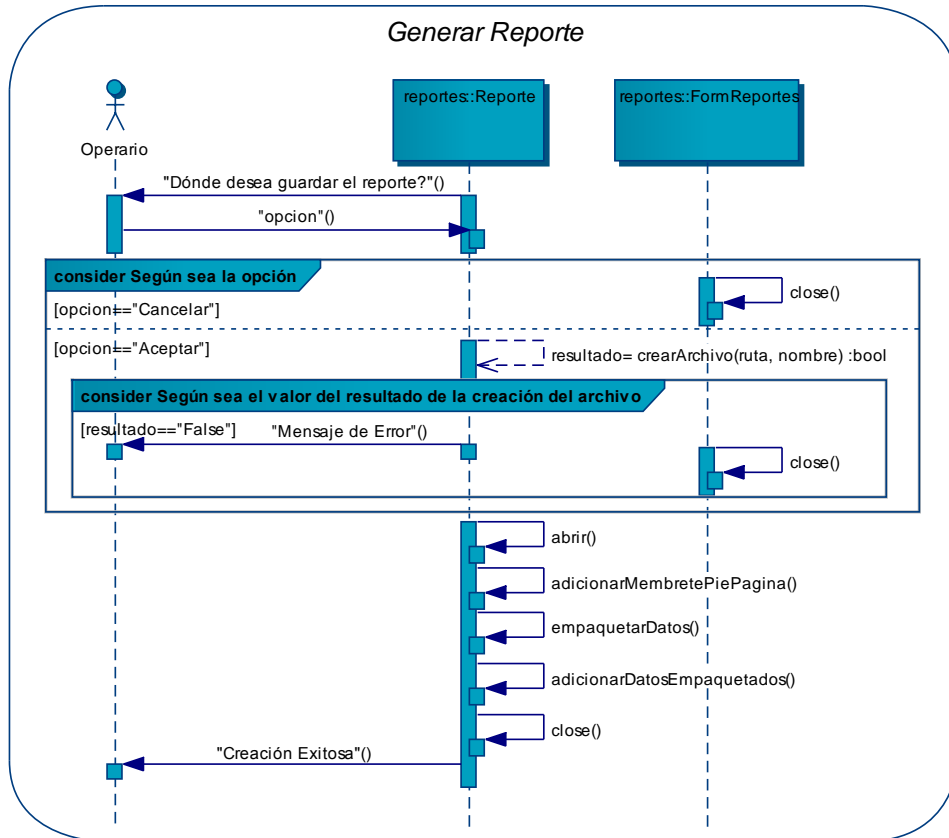 Generar Reporte
reportes::Reporte
reportes::FormReportes
Operario
"Dónde desea guardar el reporte?"()
"opcion"()
consider Según sea la opción
[opcion=="Cancelar"]
close()
[opcion=="Aceptar"]
resultado= crearArchivo(ruta, nombre) :bool
consider Según sea el valor del resultado de la creación del archivo
[resultado=="False"]
"Mensaje de Error"()
close()
abrir()
adicionarMembretePiePagina()
empaquetarDatos()
adicionarDatosEmpaquetados()
close()
"Creación Exitosa"()